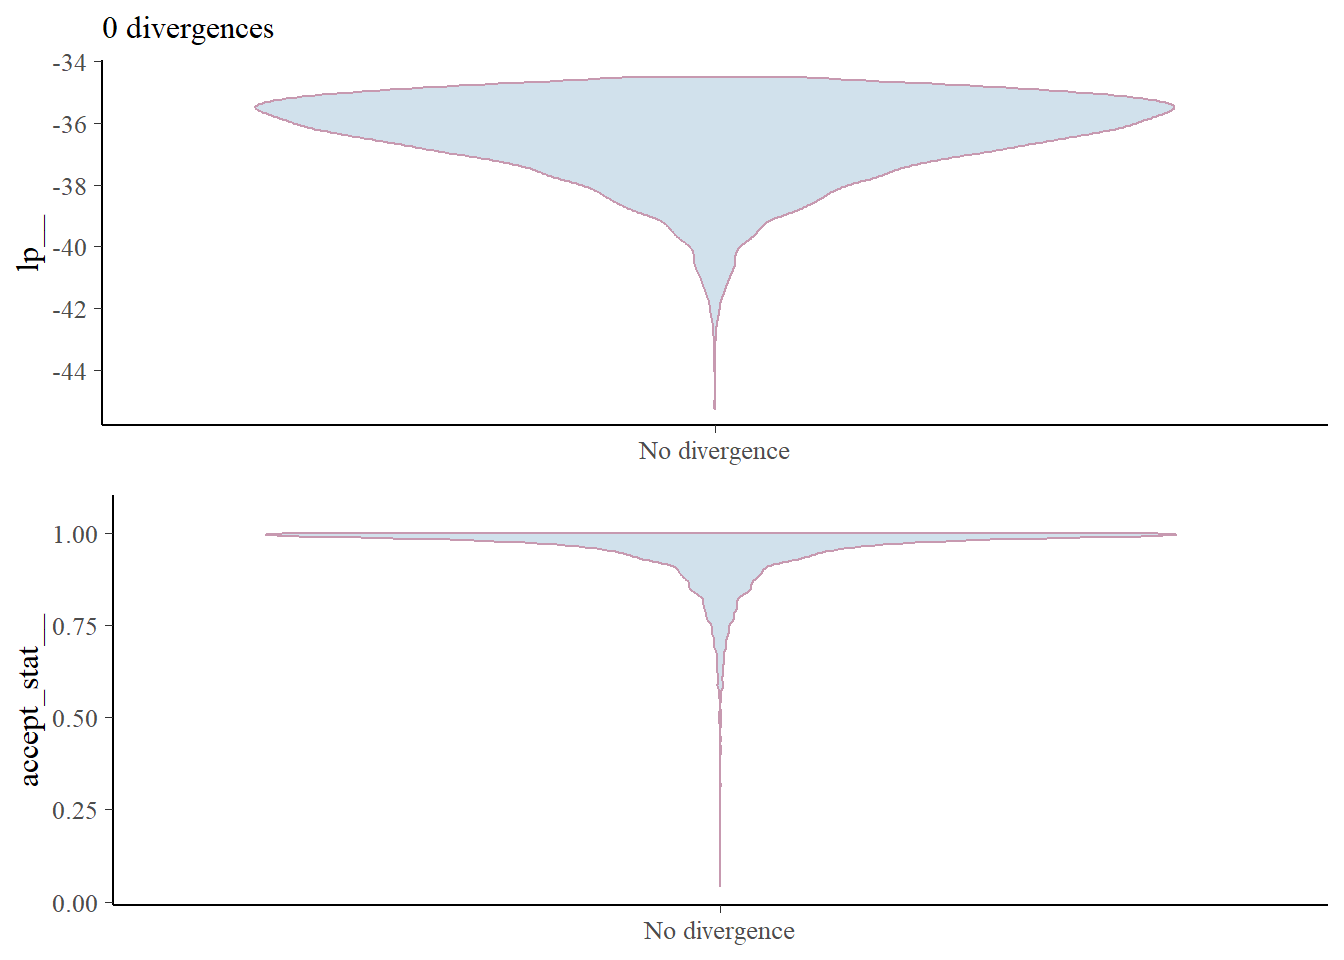 0 divergences
-34
-36
-38
-40
-42
-44
lp__
No divergence
1.00
0.75
0.50
0.25
0.00
accept_stat__
No divergence